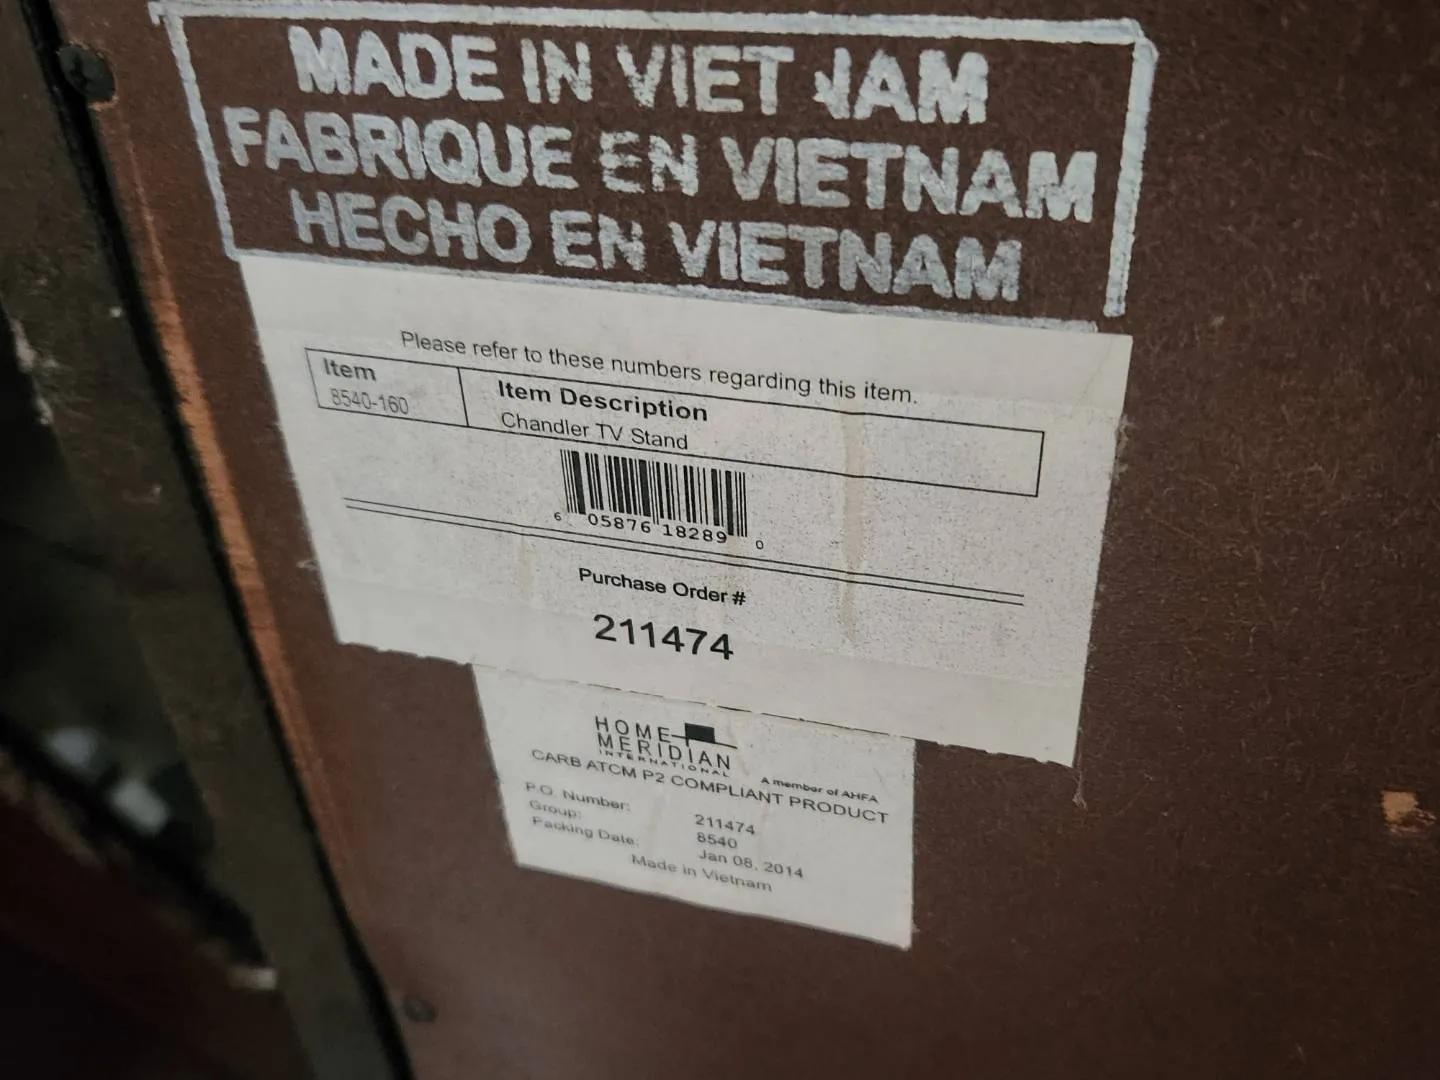 MADE IN VIETNAM
FABRIQUE EN VIETNAM
HECHO EN VIETNAM
Please refer to these numbers regarding this item.
Item
8540-160
Item Description
Chandler TV Stand
6 05876 18289 0
Purchase Order #
211474
HOME
MERIDIAN
INTERNATIONAL
A member of AHFA
CARB ATCM P2 COMPLIANT PRODUCT
P.O. Number: 211474
Group: 8540
Packing Date: Jan 08, 2014
Made in Vietnam